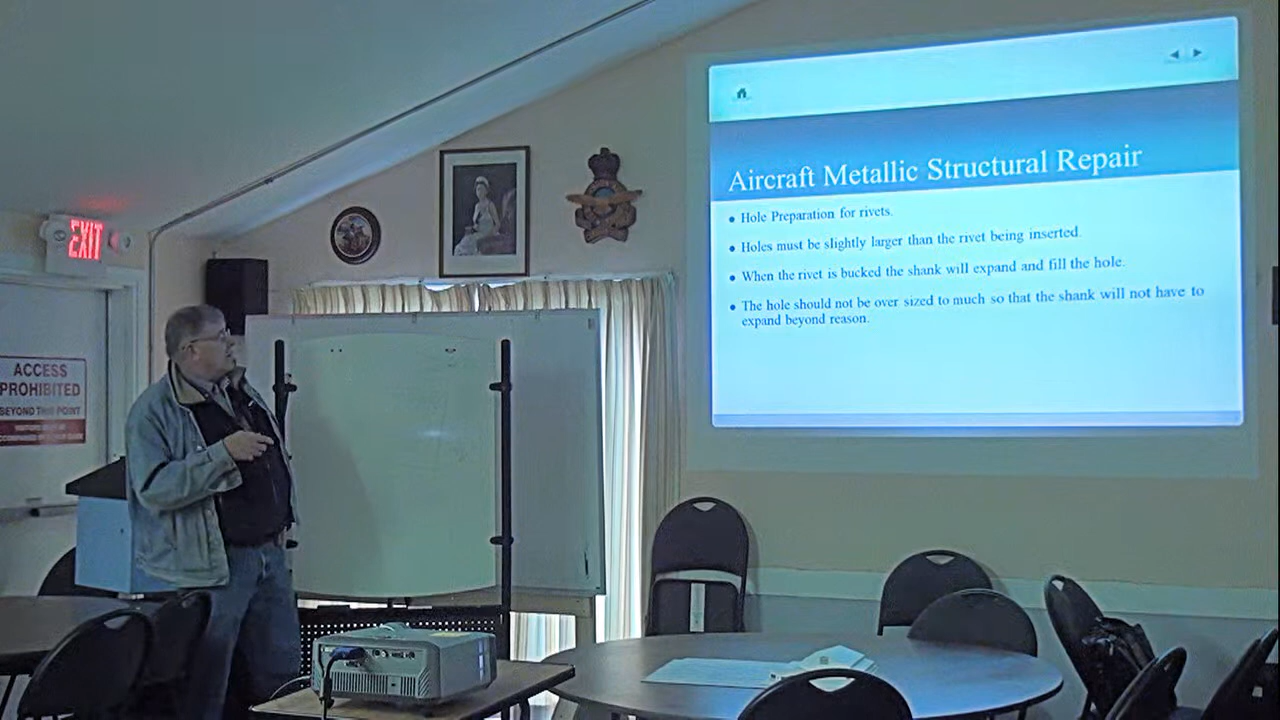 EXIT
ACCESS
PROHIBITED
BEYOND THIS POINT
Aircraft Metallic Structural Repair
Hole Preparation for rivets.
Holes must be slightly larger than the rivet being inserted.
When the rivet is bucked the shank will expand and fill the hole.
The hole should not be over sized to much so that the shank will not have to
expand beyond reason.